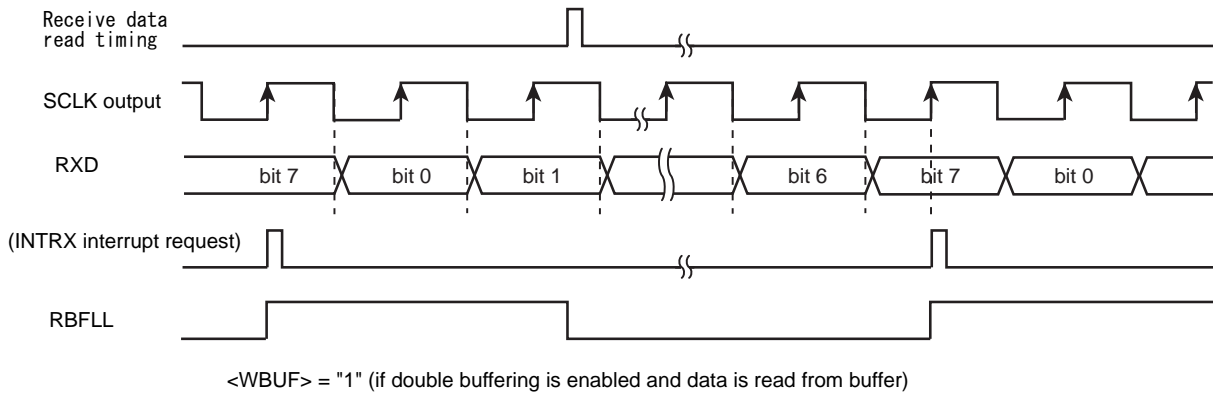 Receive data
read timing
SCLK output
RXD
bit 7 bit 0 bit 1 bit 6 bit 7 bit 0
(INTRX interrupt request)
RBFLL
<WBUF> = "1" (if double buffering is enabled and data is read from buffer)